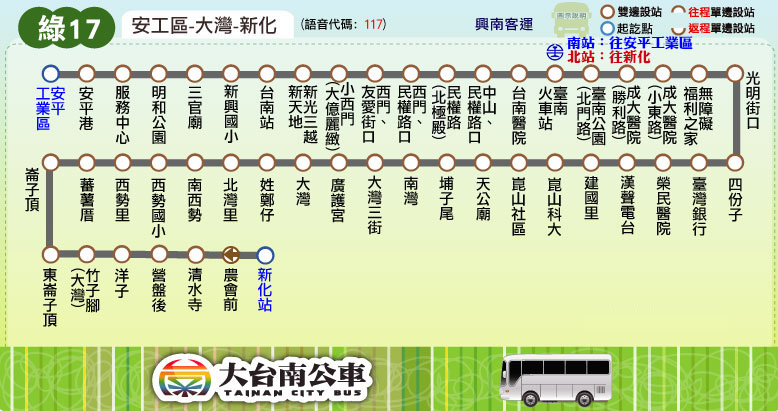 綠17
安工區-大灣-新化
(語音代碼: 117)
興南客運
圖示說明
雙邊設站
往程單邊設站
起訖點
返程單邊設站
南站:往安平工業區
北站:往新化
安平工業區
安平港
服務中心
明和公園
三官廟
新興國小
台南站
新光三越新天地
小西門(大億麗緻)
西門、友愛街口
西門、民權路口
民權路(北極殿)
中山、民權路口
台南醫院
臺南火車站
臺南公園(北門路)
成大醫院(勝利路)
成大醫院(小東路)
無障礙福利之家
光明街口
四份子
臺灣銀行
榮民醫院
漢聲電台
建國里
崑山科大
崑山社區
天公廟
埔子尾
南灣
大灣三街
廣護宮
大灣
姓鄭仔
北灣里
南西勢
西勢國小
西勢里
蕃薯厝
崙子頂
東崙子頂
竹子腳(大灣)
洋子
營盤後
清水寺
農會前
新化站
大台南公車
TAINAN CITY BUS